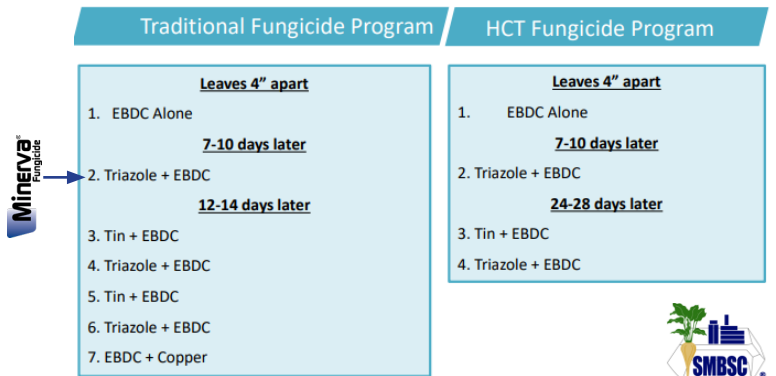 Traditional Fungicide Program
HCT Fungicide Program
Minerva®
Fungicide
Leaves 4” apart
1. EBDC Alone
7-10 days later
2. Triazole + EBDC
12-14 days later
3. Tin + EBDC
4. Triazole + EBDC
5. Tin + EBDC
6. Triazole + EBDC
7. EBDC + Copper
Leaves 4” apart
1. EBDC Alone
7-10 days later
2. Triazole + EBDC
24-28 days later
3. Tin + EBDC
4. Triazole + EBDC
SMBSC®